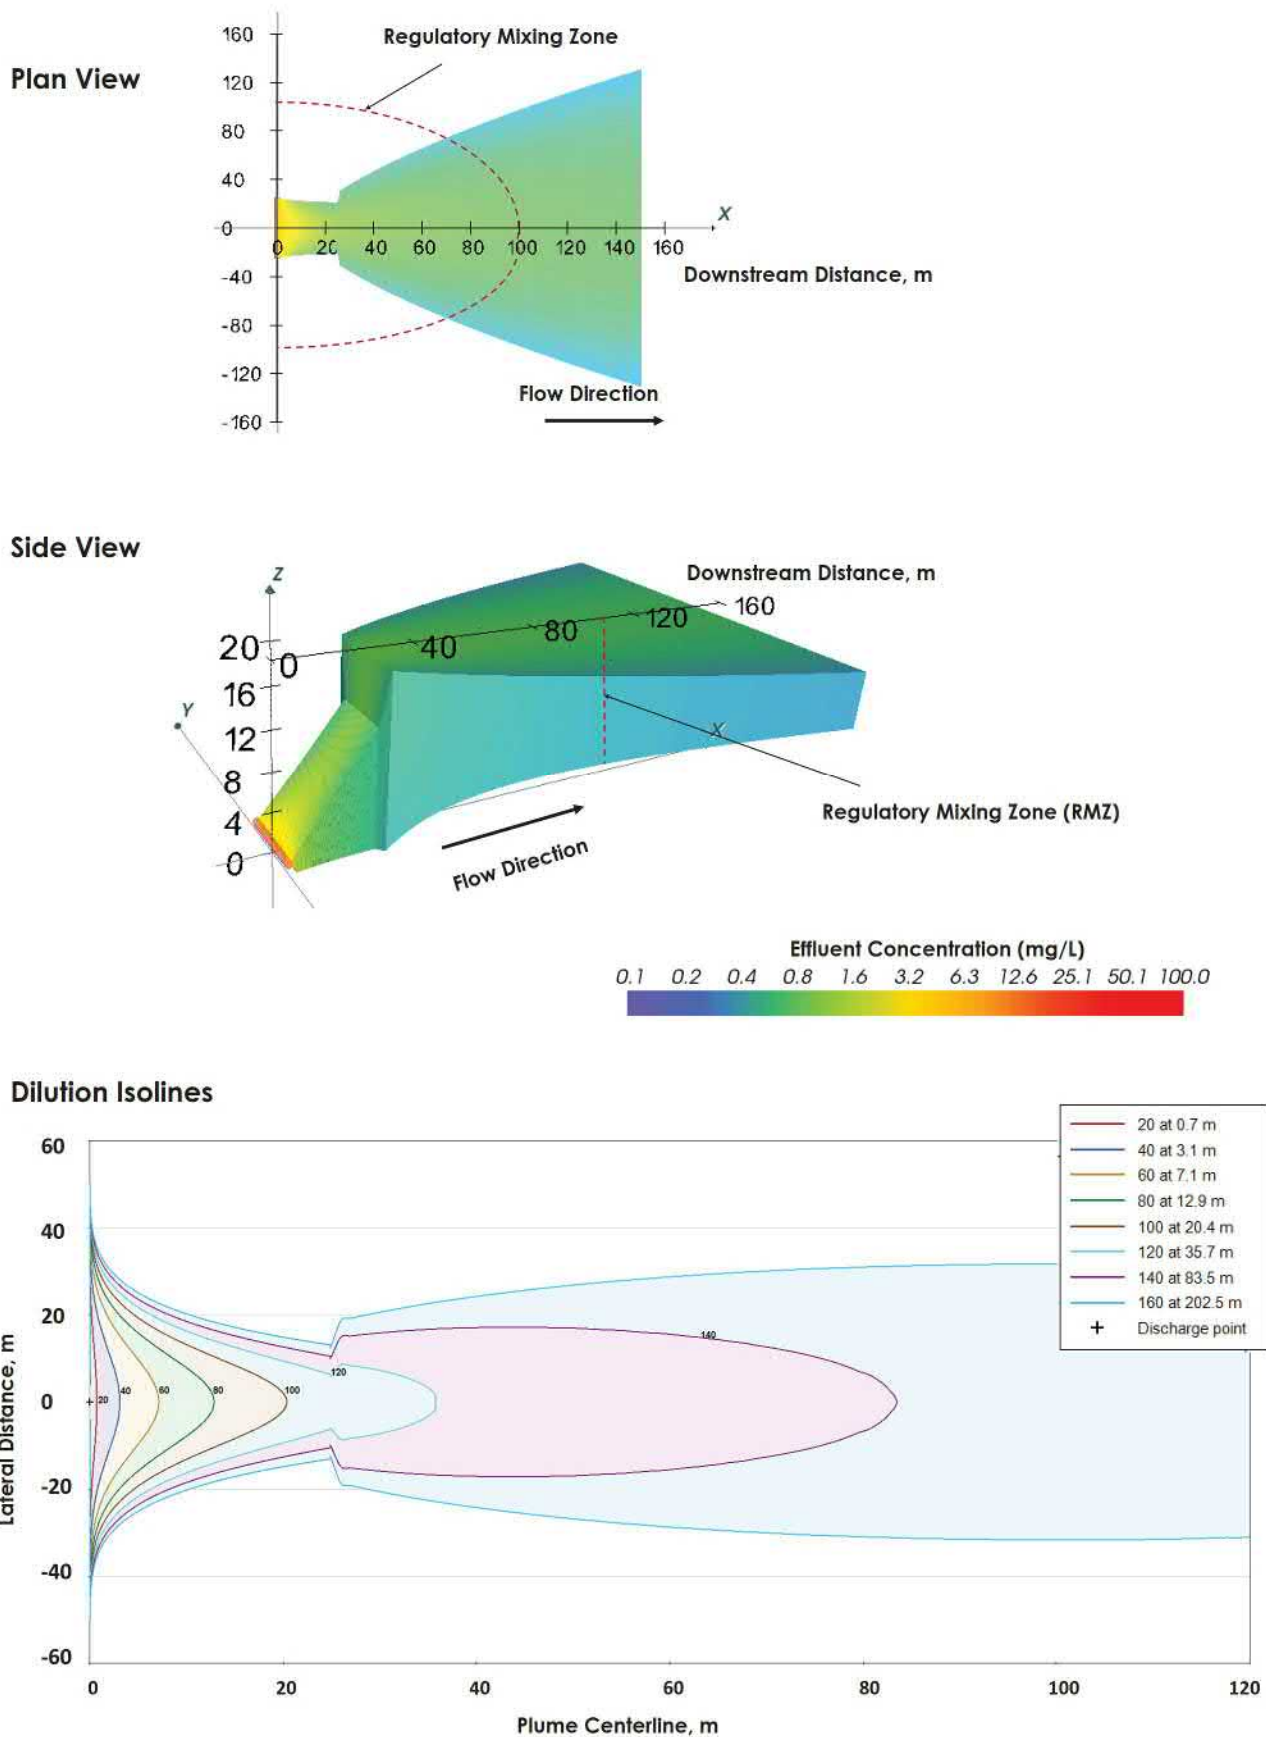 Plan View
Regulatory Mixing Zone
160
120
80
40
0
-40
-80
-120
-160
0 20 40 60 80 100 120 140 160
X
Downstream Distance, m
Flow Direction
Side View
Z
Y
X
20
16
12
8
4
0
0 40 80 120 160
Downstream Distance, m
Regulatory Mixing Zone (RMZ)
Flow Direction
Effluent Concentration (mg/L)
0.1 0.2 0.4 0.8 1.6 3.2 6.3 12.6 25.1 50.1 100.0
Dilution Isolines
20 at 0.7 m
40 at 3.1 m
60 at 7.1 m
80 at 12.9 m
100 at 20.4 m
120 at 35.7 m
140 at 83.5 m
160 at 202.5 m
+ Discharge point
60
40
20
0
-20
-40
-60
Lateral Distance, m
20 40 60 80 100 120 140
0 20 40 60 80 100 120
Plume Centerline, m